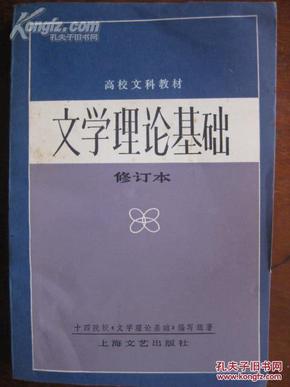 孔夫子旧书网
高校文科教材
文学理论基础
修订本
十四院校《文学理论基础》编写组著
上海文艺出版社
孔夫子旧书网